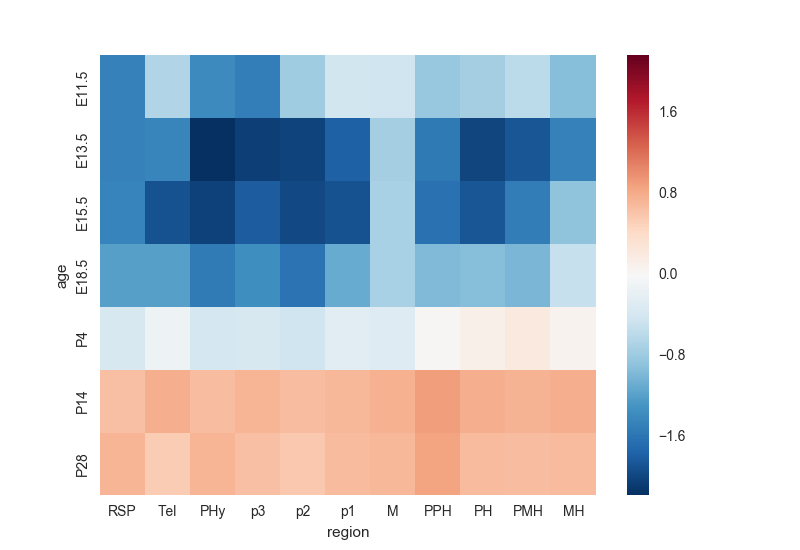 age
E11.5
E13.5
E15.5
E18.5
P4
P14
P28
RSP Tel PHy p3 p2 p1 M PPH PH PMH MH
region
1.6
0.8
0.0
−0.8
−1.6